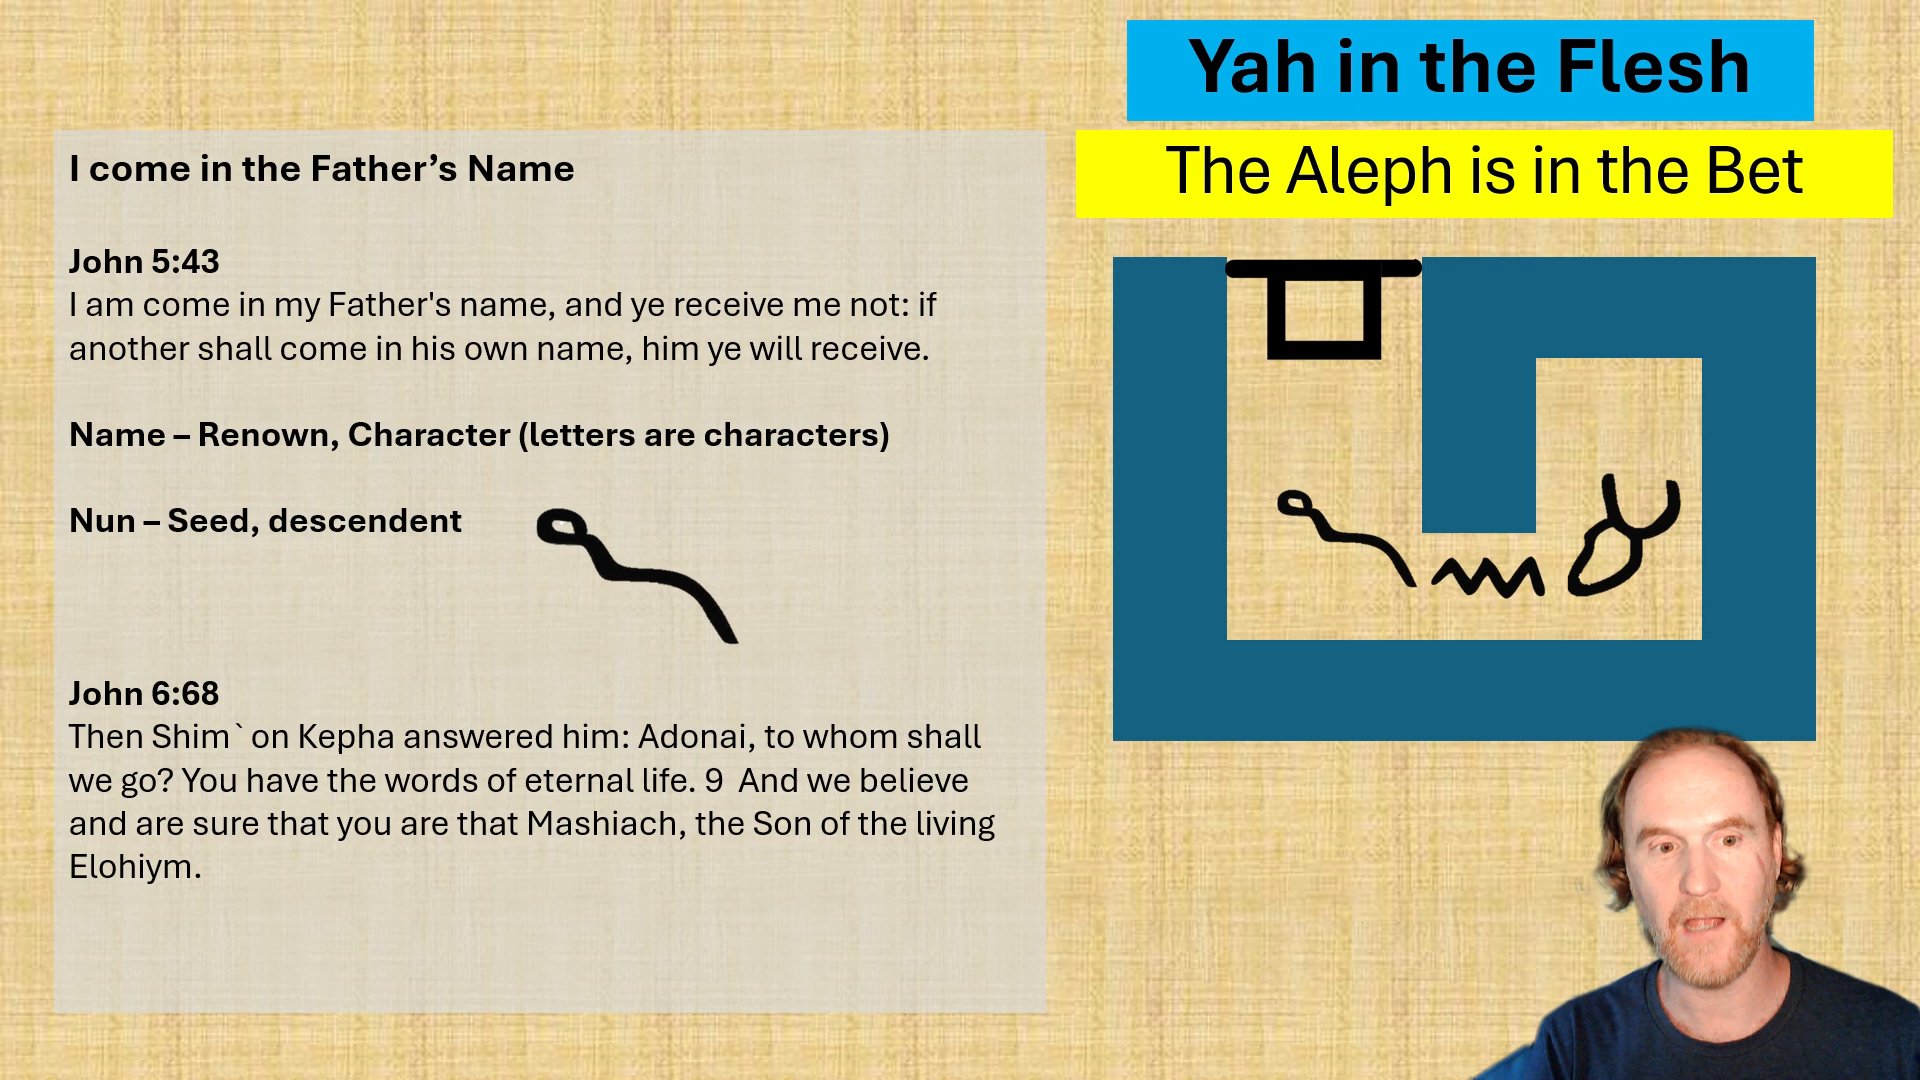 Yah in the Flesh
The Aleph is in the Bet
I come in the Father’s Name
John 5:43
I am come in my Father's name, and ye receive me not: if
another shall come in his own name, him ye will receive.
Name – Renown, Character (letters are characters)
Nun – Seed, descendent
John 6:68
Then Shim`on Kepha answered him: Adonai, to whom shall
we go? You have the words of eternal life. 9  And we believe
and are sure that you are that Mashiach, the Son of the living
Elohiym.